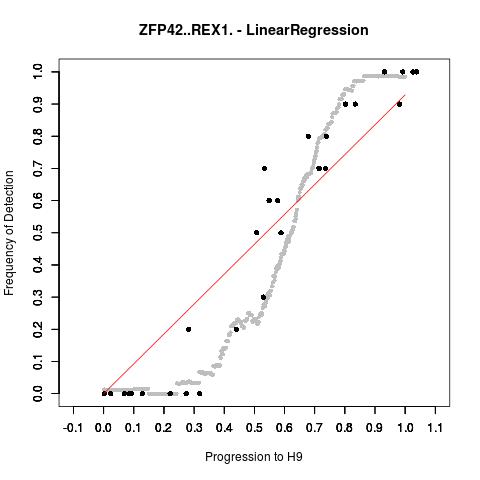 ZFP42..REX1. - LinearRegression
Frequency of Detection
1.0
0.9
0.8
0.7
0.6
0.5
0.4
0.3
0.2
0.1
0.0
-0.1 0.0 0.1 0.2 0.3 0.4 0.5 0.6 0.7 0.8 0.9 1.0 1.1
Progression to H9